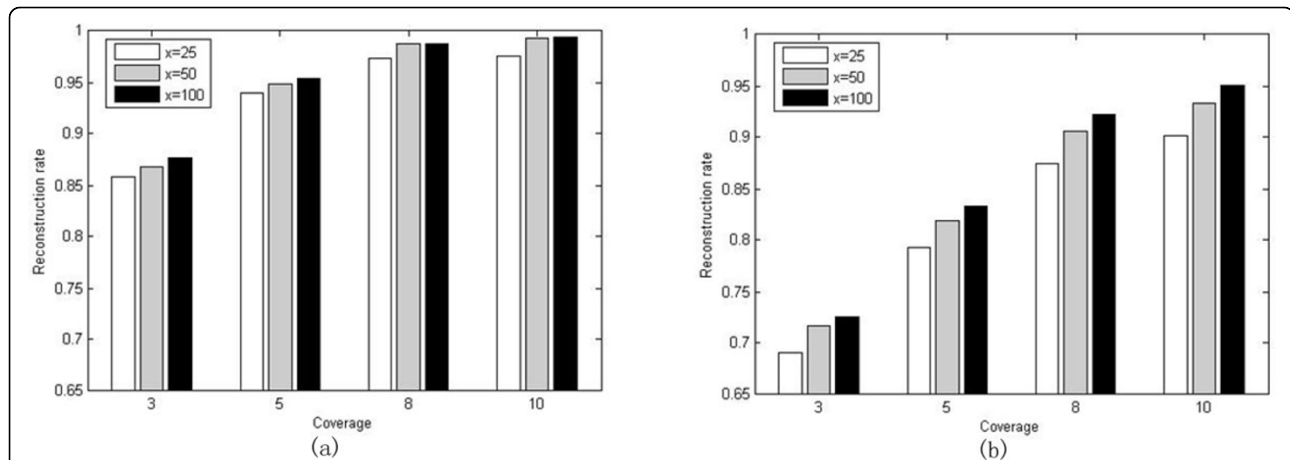 1
0.95
0.9
0.85
0.8
0.75
0.7
0.65
Reconstruction rate
x=25
x=50
x=100
3 5 8 10
Coverage
(a)
1
0.95
0.9
0.85
0.8
0.75
0.7
0.65
Reconstruction rate
x=25
x=50
x=100
3 5 8 10
Coverage
(b)